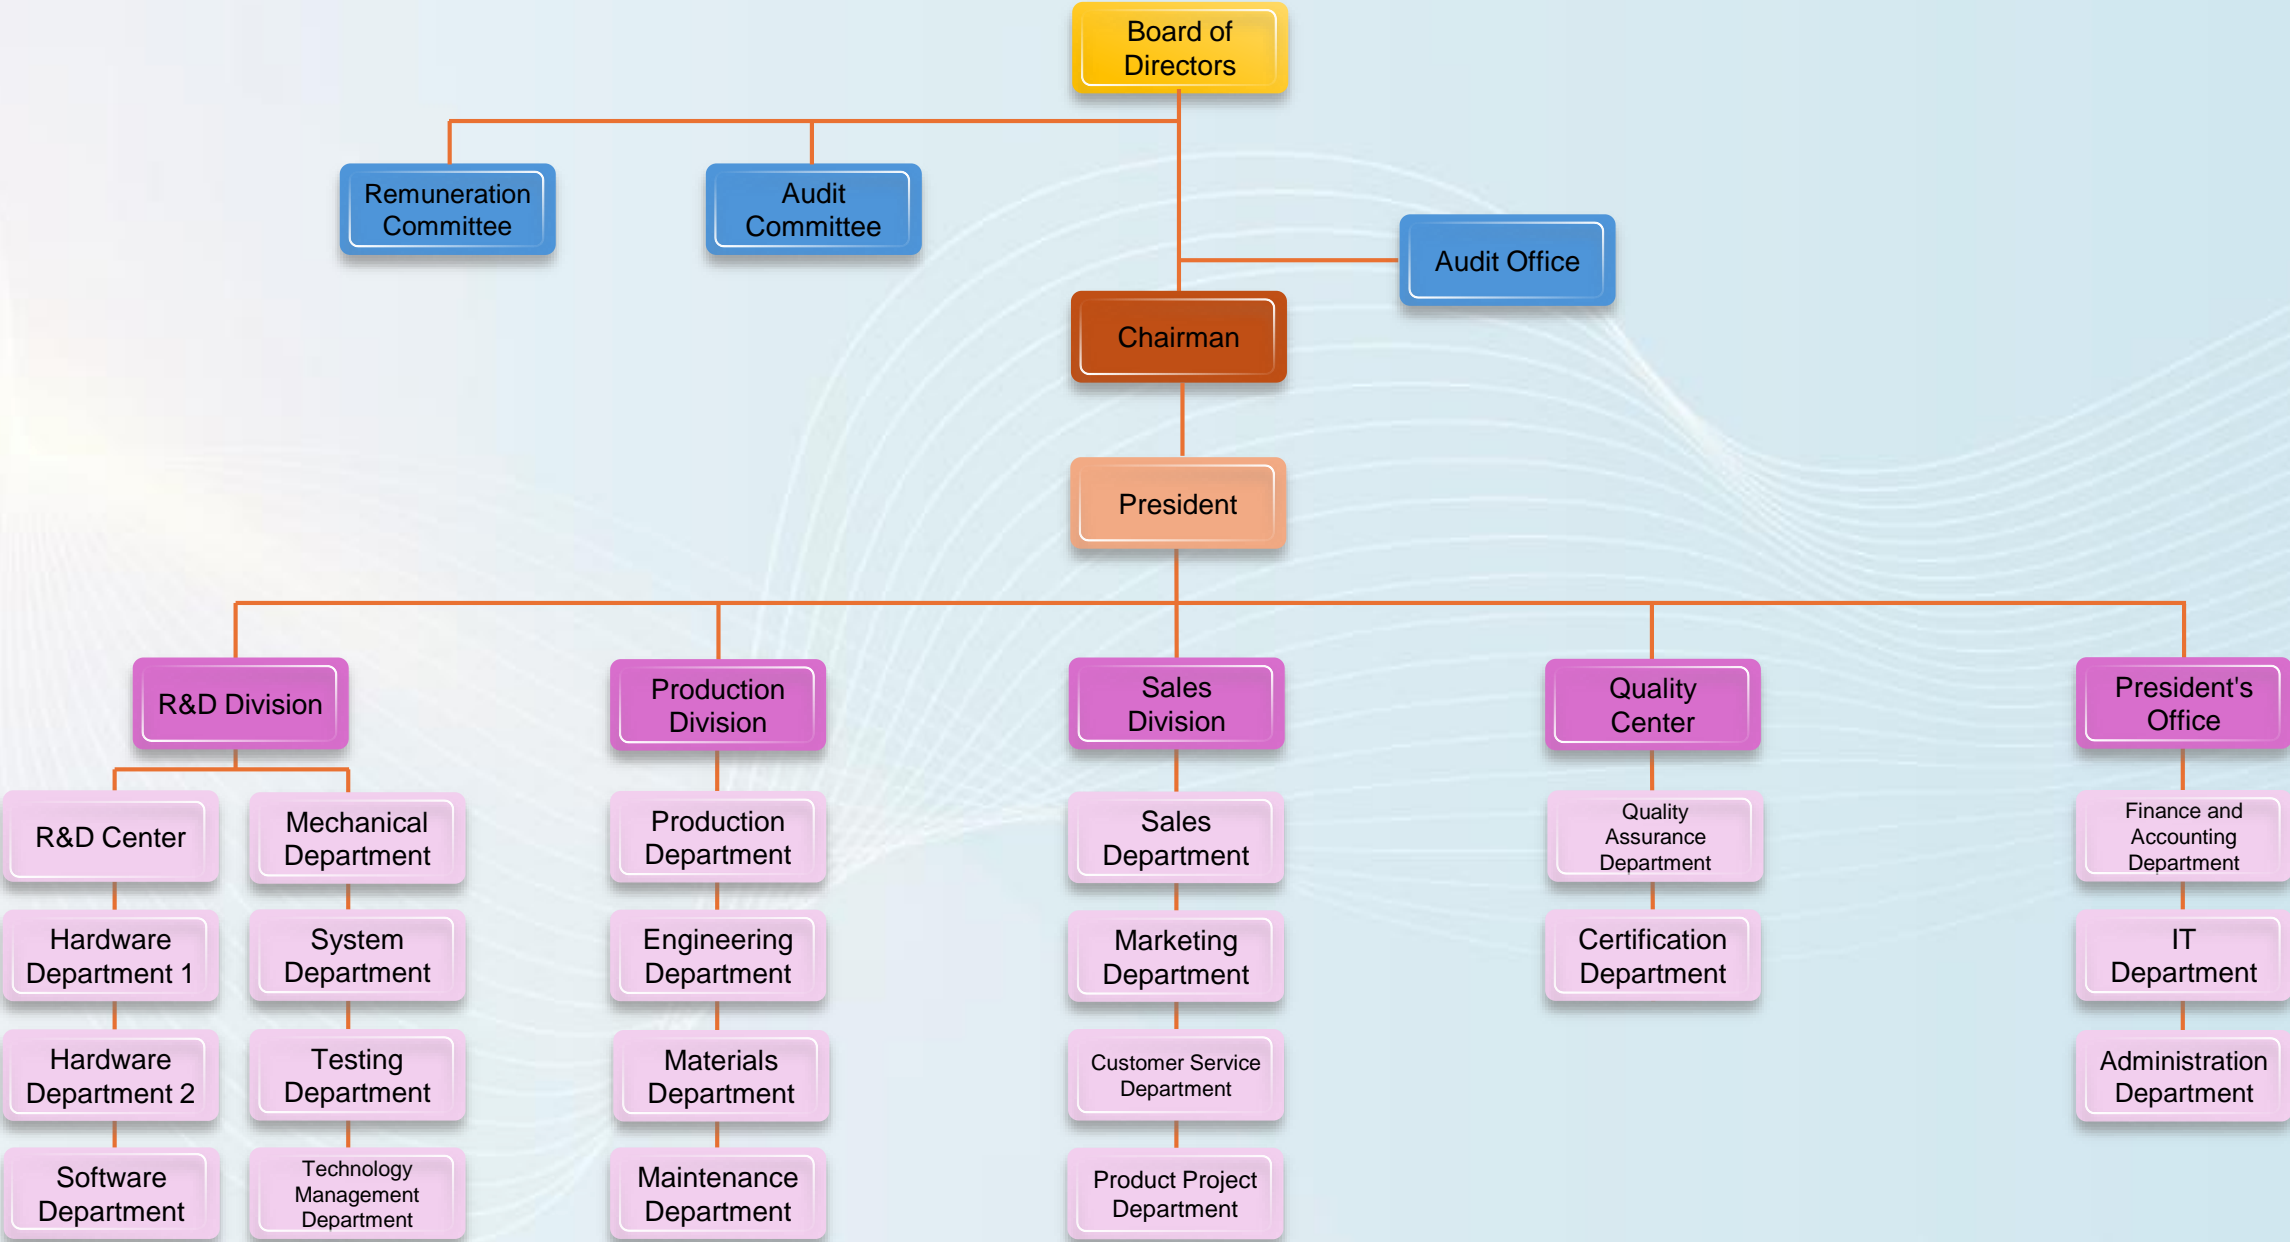 Board of
Directors
Remuneration
Committee
Audit
Committee
Audit Office
Chairman
President
R&D Division
Production
Division
Sales
Division
Quality
Center
President's
Office
R&D Center
Mechanical
Department
Production
Department
Sales
Department
Quality
Assurance
Department
Finance and
Accounting
Department
Hardware
Department 1
System
Department
Engineering
Department
Marketing
Department
Certification
Department
IT
Department
Hardware
Department 2
Testing
Department
Materials
Department
Customer Service
Department
Administration
Department
Software
Department
Technology
Management
Department
Maintenance
Department
Product Project
Department